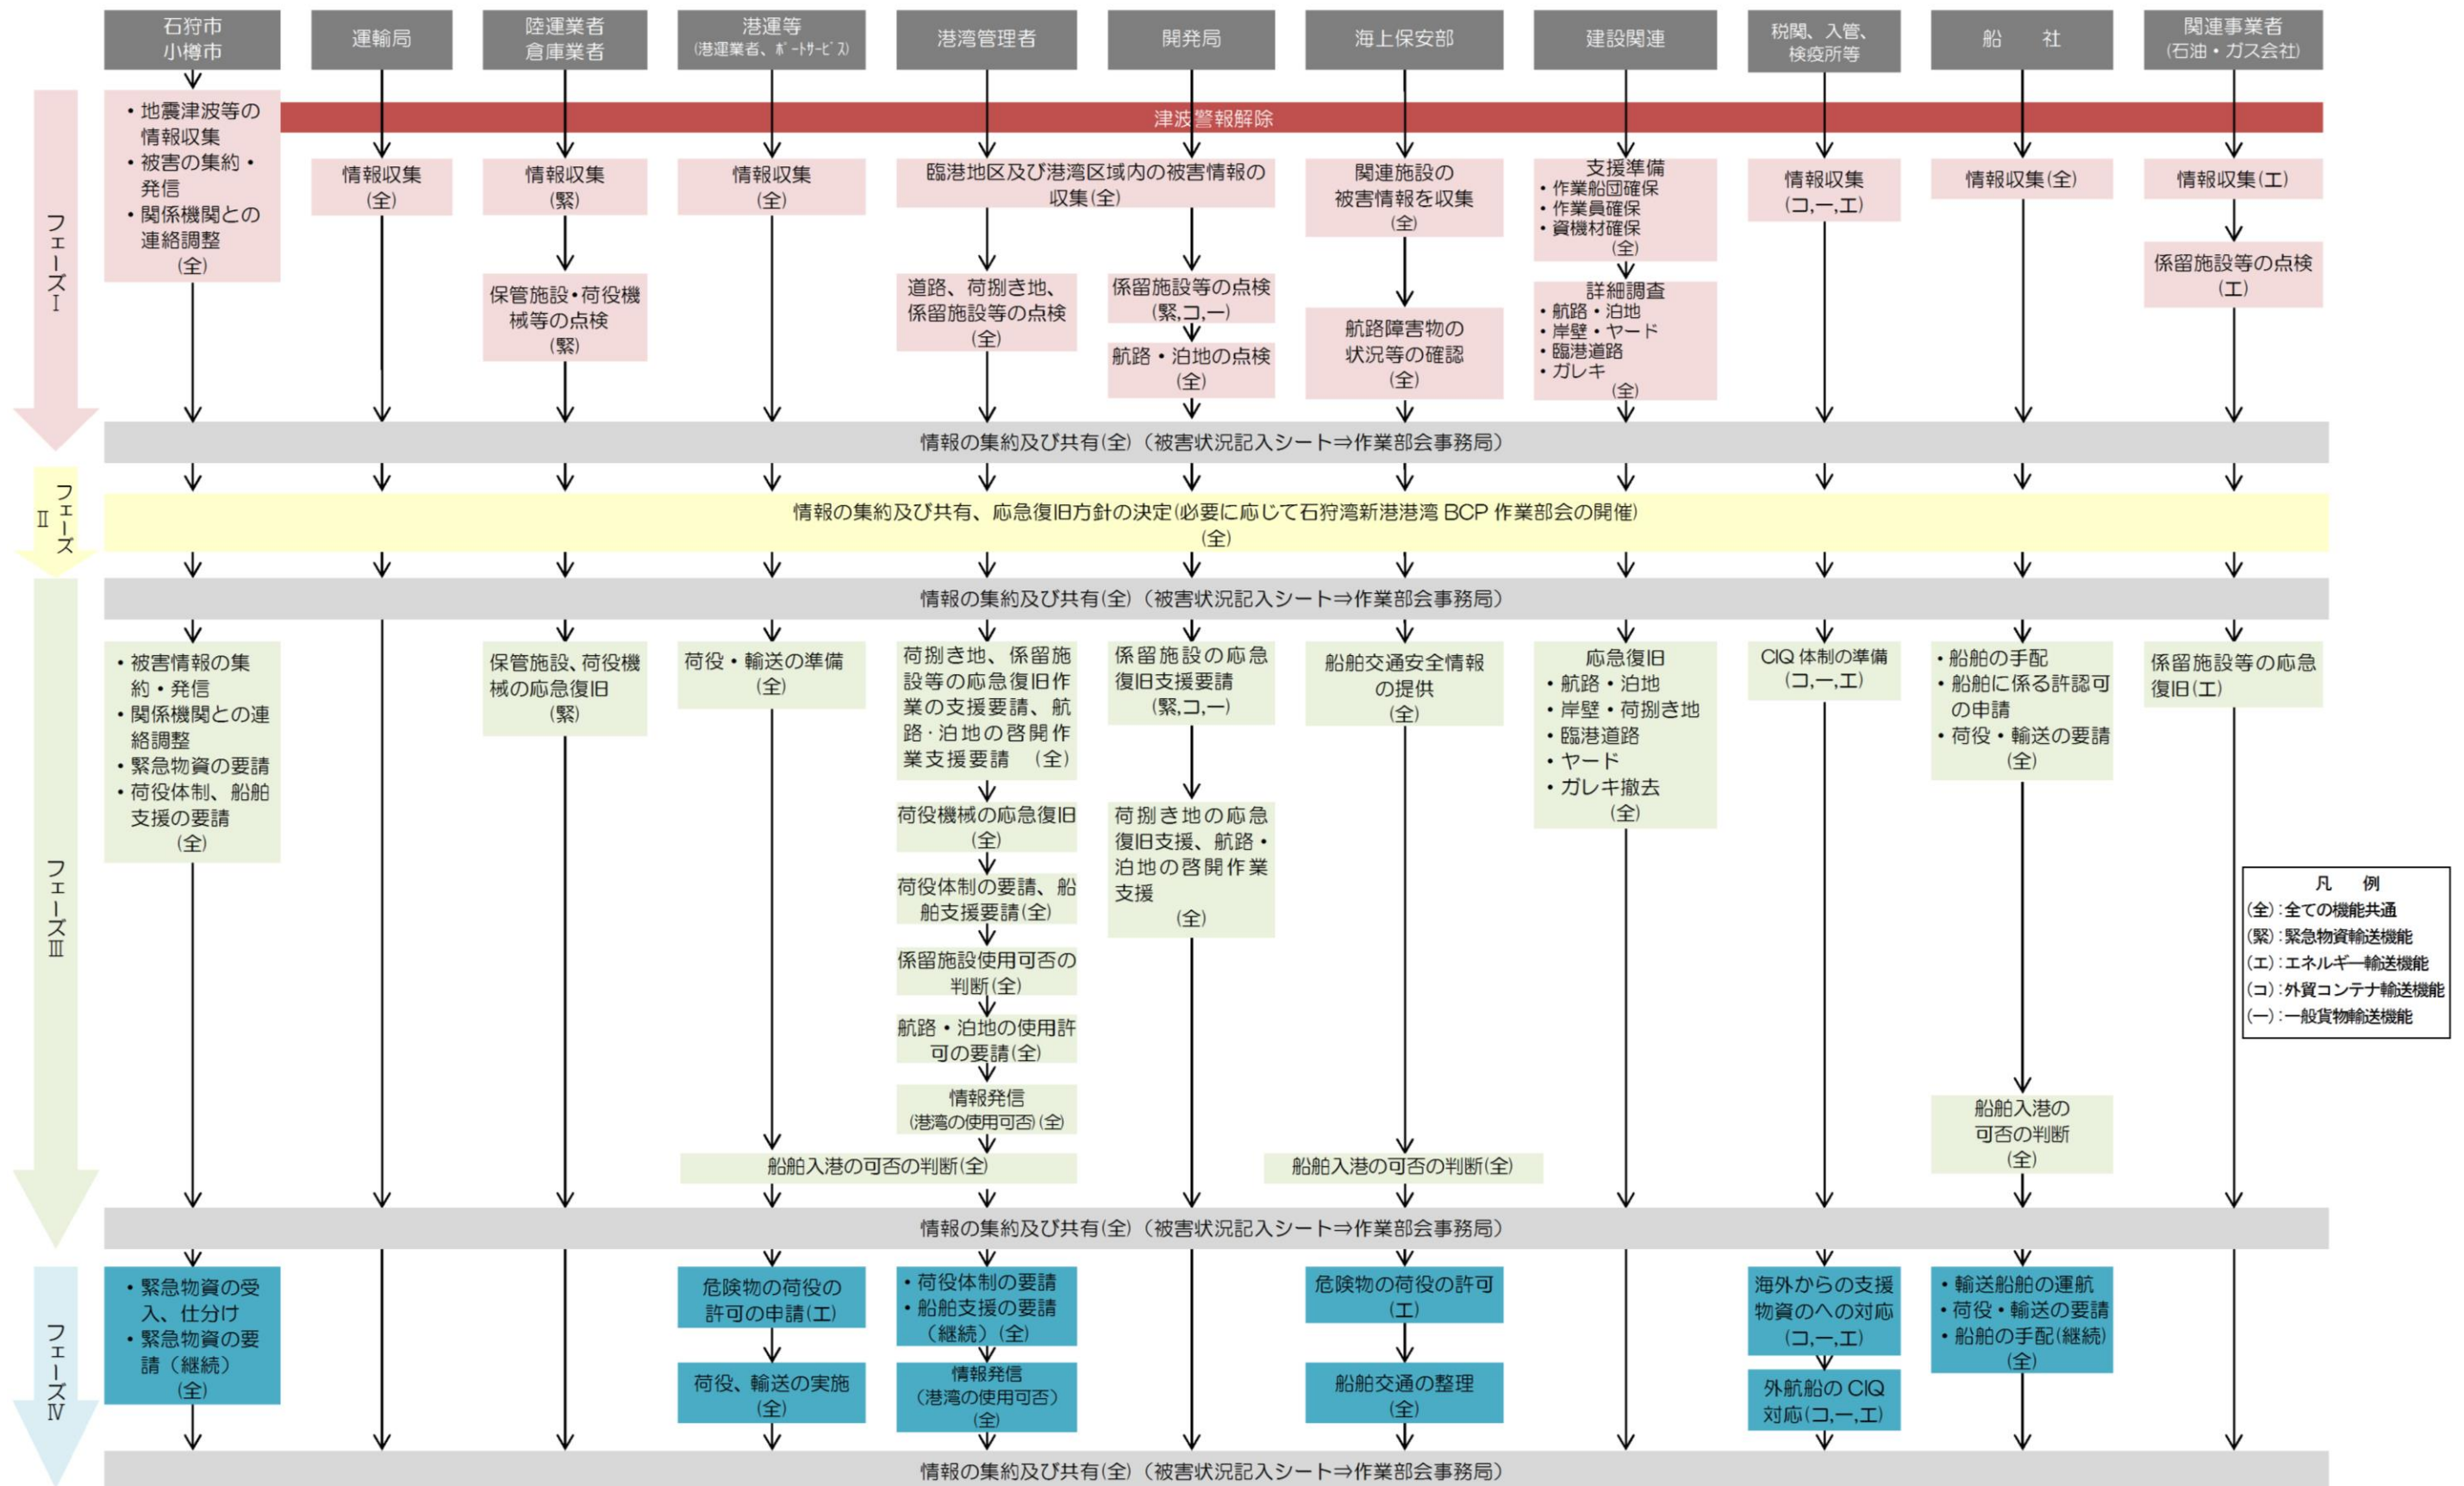 石狩市
小樽市
運輸局
陸運業者
倉庫業者
港運等
(港運業者、ﾎﾟｰﾄｻｰﾋﾞｽ)
港湾管理者
開発局
海上保安部
建設関連
税関、入管、
検疫所等
船　社
関連事業者
(石油・ガス会社)
フェーズⅠ
・地震津波等の
情報収集
・被害の集約・
発信
・関係機関との
連絡調整
(全)
津波警報解除
情報収集
(全)
情報収集
(緊)
保管施設・荷役機
械等の点検
(緊)
情報収集
(全)
臨港地区及び港湾区域内の被害情報の
収集(全)
道路、荷捌き地、
係留施設等の点検
(全)
係留施設等の点検
(緊,コ,一)
航路・泊地の点検
(全)
関連施設の
被害情報を収集
(全)
航路障害物の
状況等の確認
(全)
支援準備
・作業船団確保
・作業員確保
・資機材確保
(全)
詳細調査
・航路・泊地
・岸壁・ヤード
・臨港道路
・ガレキ
(全)
情報収集
(コ,一,エ)
情報収集(全)
情報収集(エ)
係留施設等の点検
(エ)
情報の集約及び共有(全)（被害状況記入シート⇒作業部会事務局）
フェーズ
Ⅱ
情報の集約及び共有、応急復旧方針の決定(必要に応じて石狩湾新港港湾 BCP 作業部会の開催)
(全)
情報の集約及び共有(全)（被害状況記入シート⇒作業部会事務局）
フェーズⅢ
・被害情報の集
約・発信
・関係機関との連
絡調整
・緊急物資の要請
・荷役体制、船舶
支援の要請
(全)
保管施設、荷役機
械の応急復旧
(緊)
荷役・輸送の準備
(全)
荷捌き地、係留施
設等の応急復旧作
業の支援要請、航
路・泊地の啓開作
業支援要請　(全)
荷役機械の応急復旧
(全)
荷役体制の要請、船
舶支援要請(全)
係留施設使用可否の
判断(全)
航路・泊地の使用許
可の要請(全)
情報発信
(港湾の使用可否)(全)
船舶入港の可否の判断(全)
係留施設の応急
復旧支援要請
(緊,コ,一)
荷捌き地の応急
復旧支援、航路・
泊地の啓開作業
支援
(全)
船舶交通安全情報
の提供
(全)
船舶入港の可否の判断(全)
応急復旧
・航路・泊地
・岸壁・荷捌き地
・臨港道路
・ヤード
・ガレキ撤去
(全)
CIQ 体制の準備
(コ,一,エ)
・船舶の手配
・船舶に係る許認可
の申請
・荷役・輸送の要請
(全)
船舶入港の
可否の判断
(全)
係留施設等の応急
復旧(エ)
凡　例
(全)：全ての機能共通
(緊)：緊急物資輸送機能
(エ)：エネルギー輸送機能
(コ)：外貿コンテナ輸送機能
(一)：一般貨物輸送機能
情報の集約及び共有(全)（被害状況記入シート⇒作業部会事務局）
フェーズⅣ
・緊急物資の受
入、仕分け
・緊急物資の要
請（継続）
(全)
危険物の荷役の
許可の申請(エ)
荷役、輸送の実施
(全)
・荷役体制の要請
・船舶支援の要請
（継続）(全)
情報発信
（港湾の使用可否）
(全)
危険物の荷役の許可
(エ)
船舶交通の整理
(全)
海外からの支援
物資のへの対応
(コ,一,エ)
外航船の CIQ
対応(コ,一,エ)
・輸送船舶の運航
・荷役・輸送の要請
・船舶の手配(継続)
(全)
情報の集約及び共有(全)（被害状況記入シート⇒作業部会事務局）